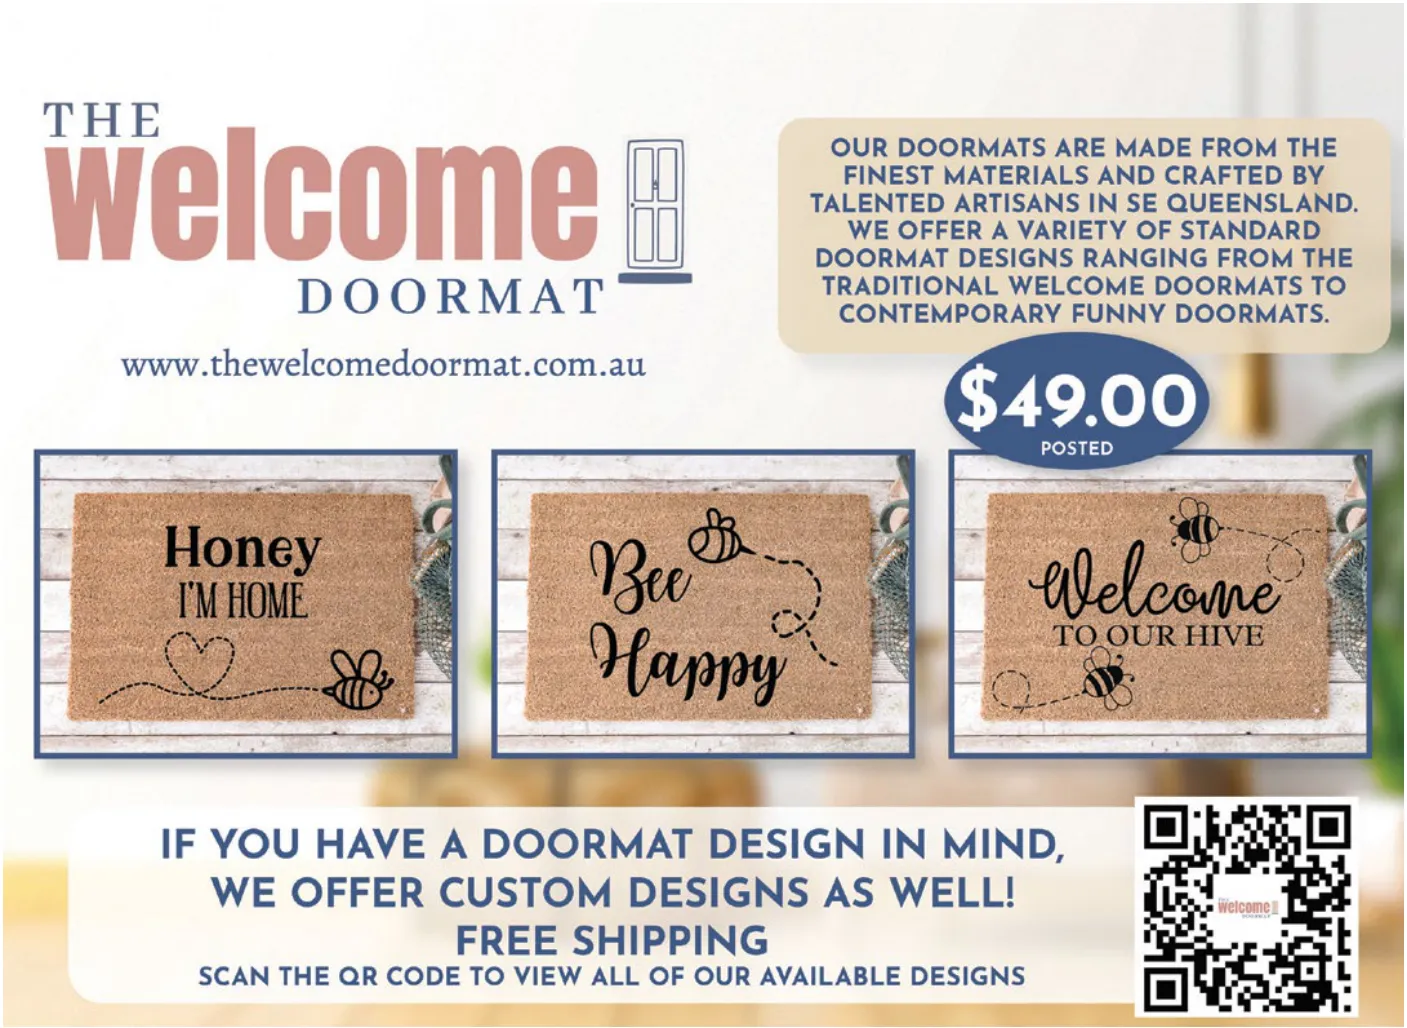 THE
welcome
DOORMAT
www.thewelcomedoormat.com.au
OUR DOORMATS ARE MADE FROM THE
FINEST MATERIALS AND CRAFTED BY
TALENTED ARTISANS IN SE QUEENSLAND.
WE OFFER A VARIETY OF STANDARD
DOORMAT DESIGNS RANGING FROM THE
TRADITIONAL WELCOME DOORMATS TO
CONTEMPORARY FUNNY DOORMATS.
$49.00
POSTED
Honey
I'M HOME
Bee
Happy
Welcome
TO OUR HIVE
IF YOU HAVE A DOORMAT DESIGN IN MIND,
WE OFFER CUSTOM DESIGNS AS WELL!
FREE SHIPPING
SCAN THE QR CODE TO VIEW ALL OF OUR AVAILABLE DESIGNS
THE
welcome
DOORMAT